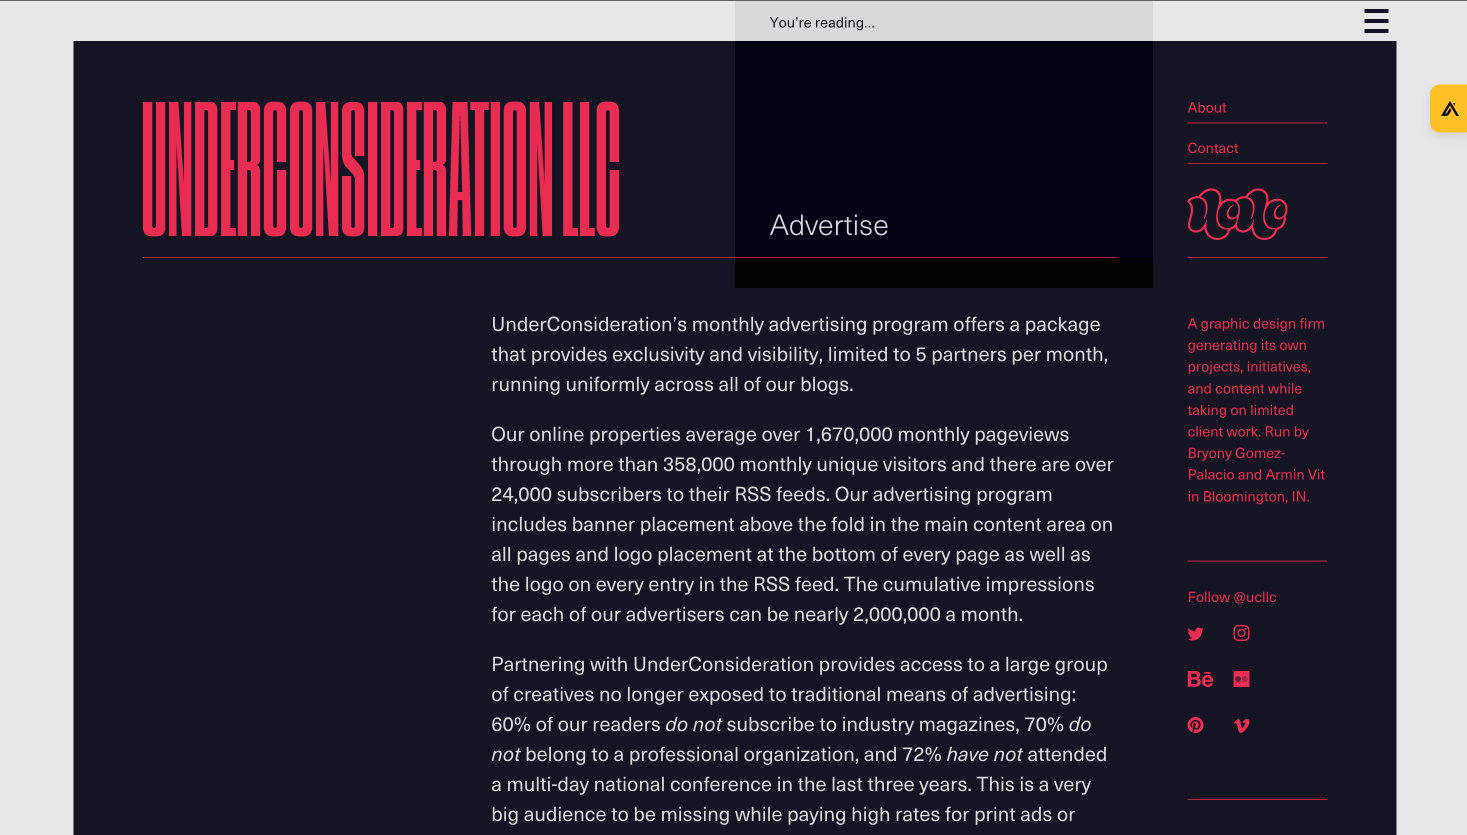 You're reading...
UNDERCONSIDERATION LLC
Advertise
About
Contact
uclc
UnderConsideration's monthly advertising program offers a package
that provides exclusivity and visibility, limited to 5 partners per month,
running uniformly across all of our blogs.
Our online properties average over 1,670,000 monthly pageviews
through more than 358,000 monthly unique visitors and there are over
24,000 subscribers to their RSS feeds. Our advertising program
includes banner placement above the fold in the main content area on
all pages and logo placement at the bottom of every page as well as
the logo on every entry in the RSS feed. The cumulative impressions
for each of our advertisers can be nearly 2,000,000 a month.
Partnering with UnderConsideration provides access to a large group
of creatives no longer exposed to traditional means of advertising:
60% of our readers do not subscribe to industry magazines, 70% do
not belong to a professional organization, and 72% have not attended
a multi-day national conference in the last three years. This is a very
big audience to be missing while paying high rates for print ads or
A graphic design firm
generating its own
projects, initiatives,
and content while
taking on limited
client work. Run by
Bryony Gomez-
Palacio and Armin Vit
in Bloomington, IN.
Follow @ucllc
Bē